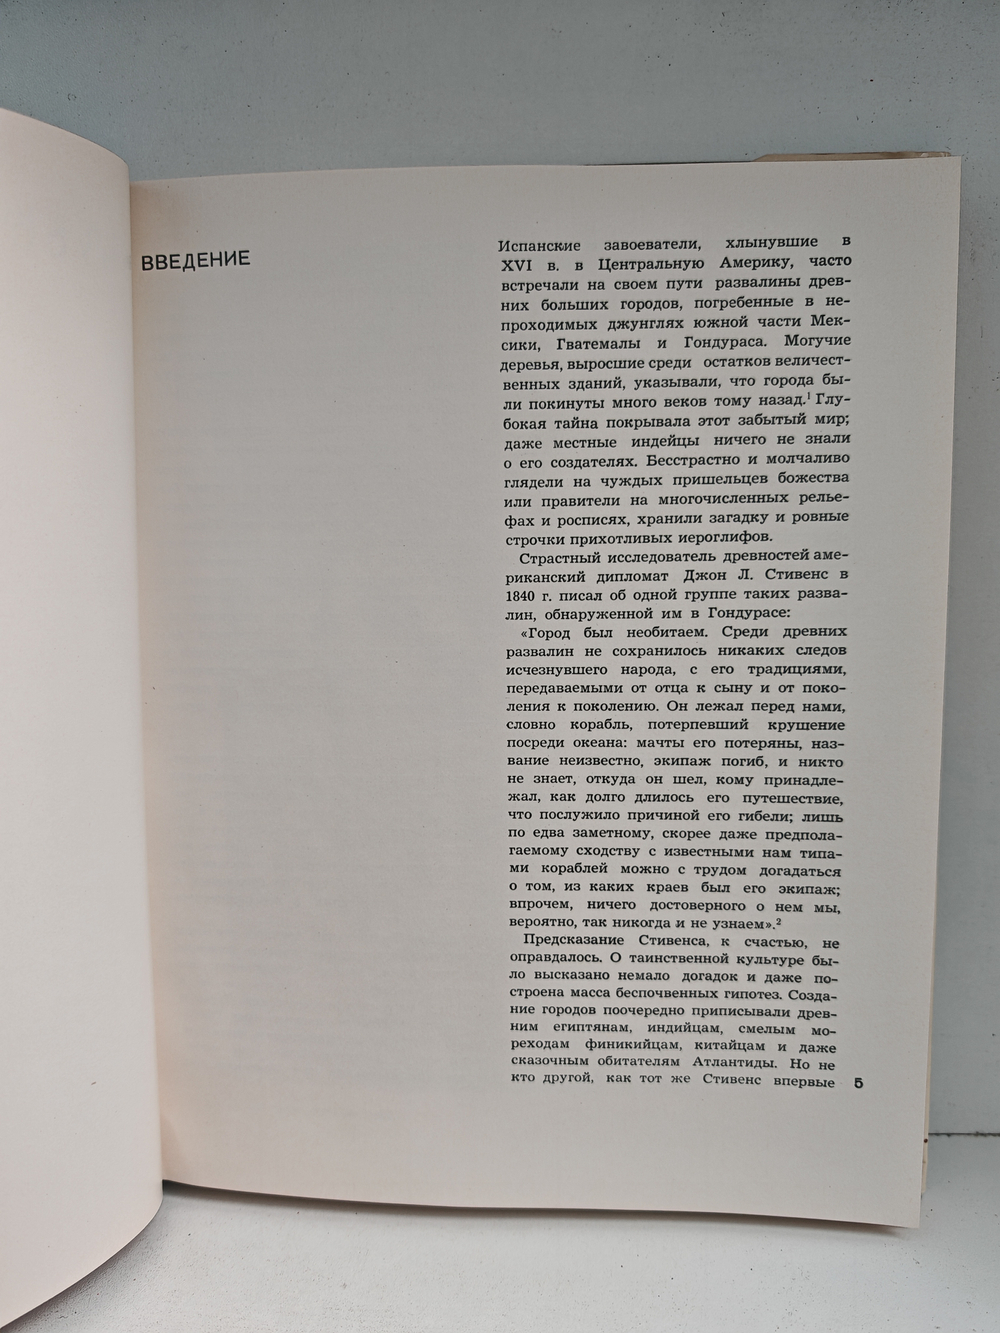 ВВЕДЕНИЕ
Испанские завоеватели, хлынувшие в
XVI в. в Центральную Америку, часто
встречали на своем пути развалины древ-
них больших городов, погребенные в не-
проходимых джунглях южной части Мек-
сики, Гватемалы и Гондураса. Могучие
деревья, выросшие среди остатков величест-
венных зданий, указывали, что города бы-
ли покинуты много веков тому назад.¹ Глу-
бокая тайна покрывала этот забытый мир;
даже местные индейцы ничего не знали
о его создателях. Бесстрастно и молчаливо
глядели на чуждых пришельцев божества
или правители на многочисленных релье-
фах и росписях, хранили загадку и ровные
строчки прихотливых иероглифов.
Страстный исследователь древностей аме-
риканский дипломат Джон Л. Стивенс в
1840 г. писал об одной группе таких разва-
лин, обнаруженной им в Гондурасе:
«Город был необитаем. Среди древних
развалин не сохранилось никаких следов
исчезнувшего народа, с его традициями,
передаваемыми от отца к сыну и от поко-
ления к поколению. Он лежал перед нами,
словно корабль, потерпевший крушение
посреди океана: мачты его потеряны, наз-
вание неизвестно, экипаж погиб, и никто
не знает, откуда он шел, кому принадле-
жал, как долго длилось его путешествие,
что послужило причиной его гибели; лишь
по едва заметному, скорее даже предпола-
гаемому сходству с известными нам типа-
ми кораблей можно с трудом догадаться
о том, из каких краев был его экипаж;
впрочем, ничего достоверного о нем мы,
вероятно, так никогда и не узнаем».²
Предсказание Стивенса, к счастью, не
оправдалось. О таинственной культуре бы-
ло высказано немало догадок и даже по-
строена масса беспочвенных гипотез. Созда-
ние городов поочередно приписывали древ-
ним египтянам, индийцам, смелым мо-
реходам финикийцам, китайцам и даже
сказочным обитателям Атлантиды. Но не
кто другой, как тот же Стивенс впервые
5